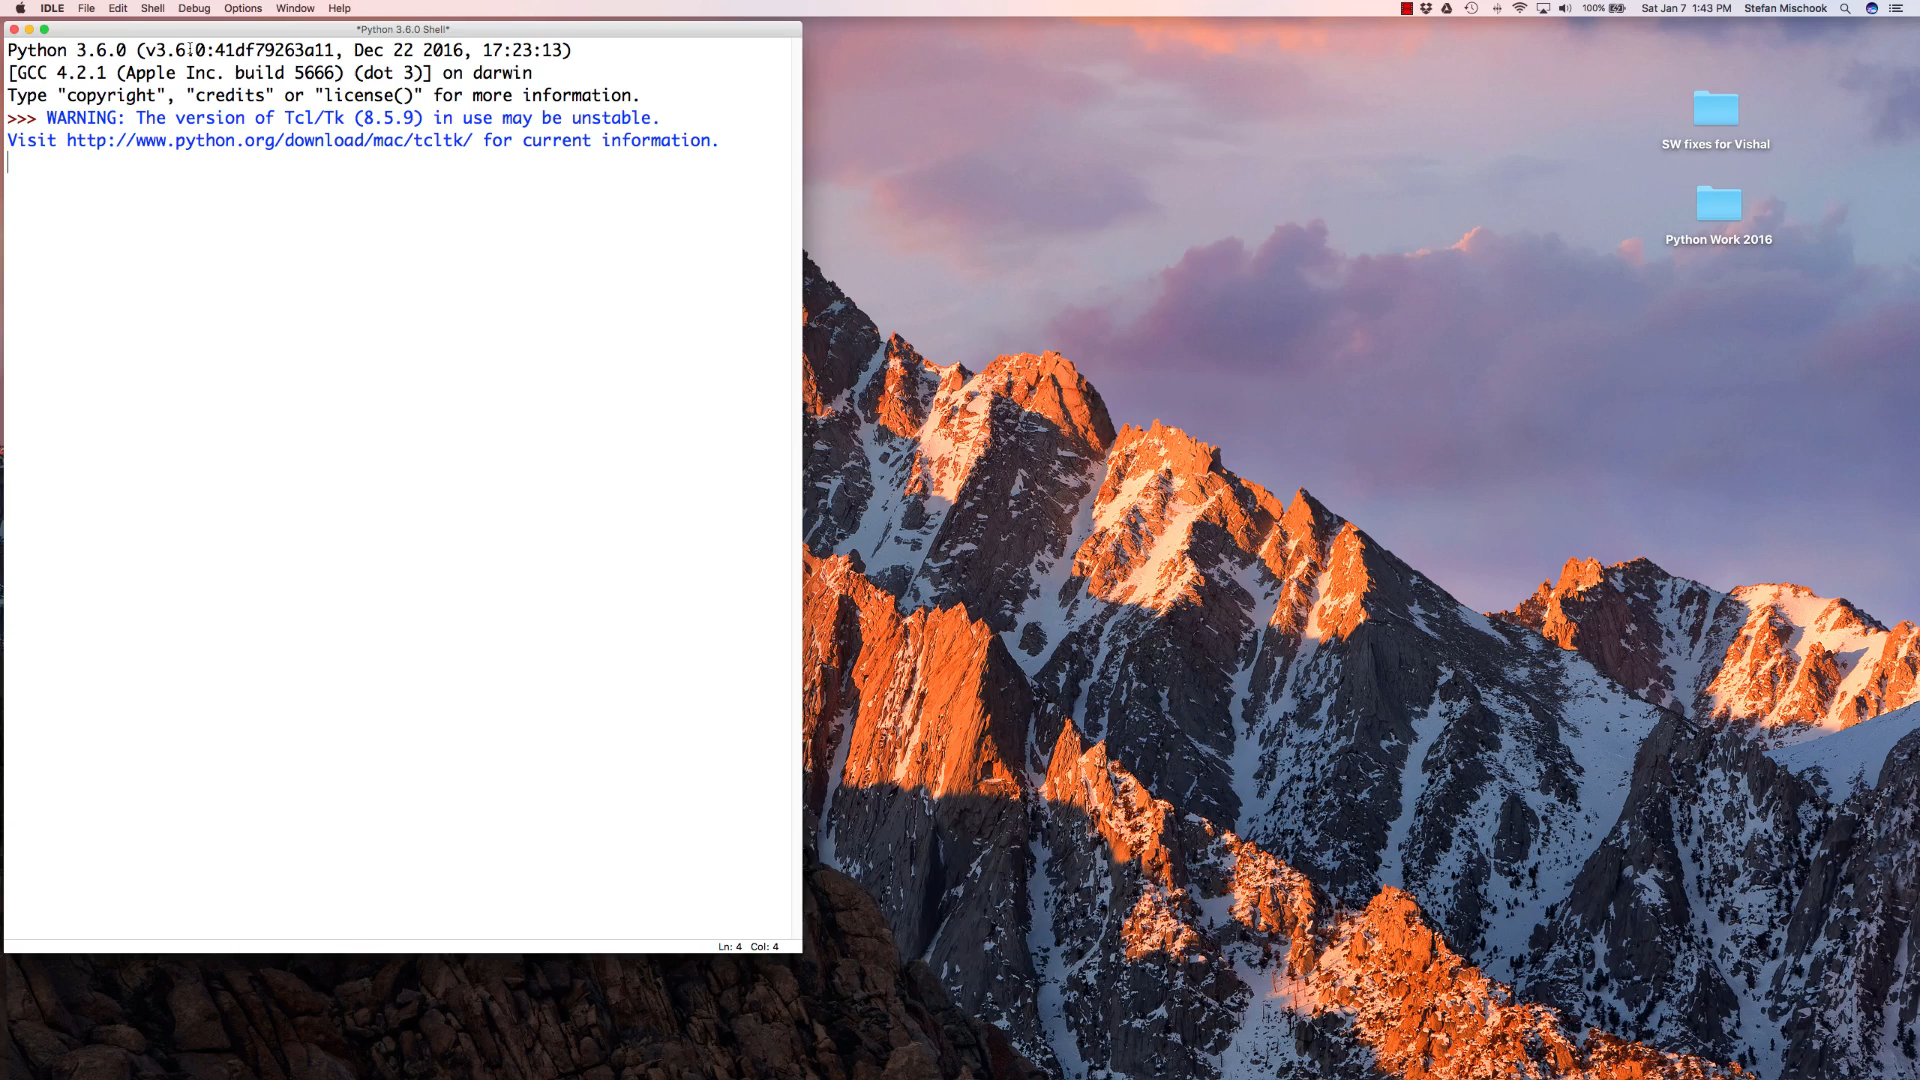 IDLE File Edit Shell Debug Options Window Help 100% Sat Jan 7 1:43 PM Stefan Mischook
*Python 3.6.0 Shell*
Python 3.6.0 (v3.6.0:41df79263a11, Dec 22 2016, 17:23:13)
[GCC 4.2.1 (Apple Inc. build 5666) (dot 3)] on darwin
Type "copyright", "credits" or "license()" for more information.
>>> WARNING: The version of Tcl/Tk (8.5.9) in use may be unstable.
Visit http://www.python.org/download/mac/tcltk/ for current information.
Ln: 4 Col: 4
SW fixes for Vishal
Python Work 2016